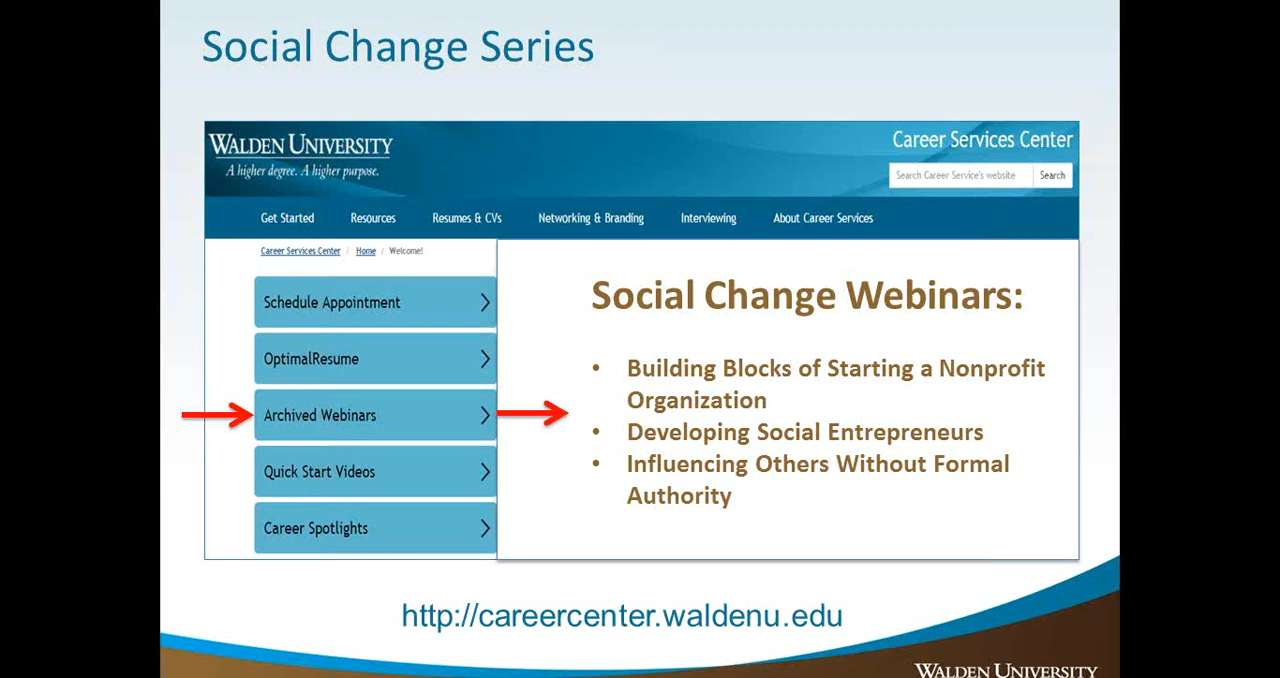 Social Change Series
WALDEN UNIVERSITY
A higher degree. A higher purpose.
Career Services Center
Search Career Service's website
Search
Get Started
Resources
Resumes & CVs
Networking & Branding
Interviewing
About Career Services
Career Services Center / Home / Welcome!
Schedule Appointment
OptimalResume
Archived Webinars
Quick Start Videos
Career Spotlights
Social Change Webinars:
• Building Blocks of Starting a Nonprofit
Organization
• Developing Social Entrepreneurs
• Influencing Others Without Formal
Authority
http://careercenter.waldenu.edu
WALDEN UNIVERSITY